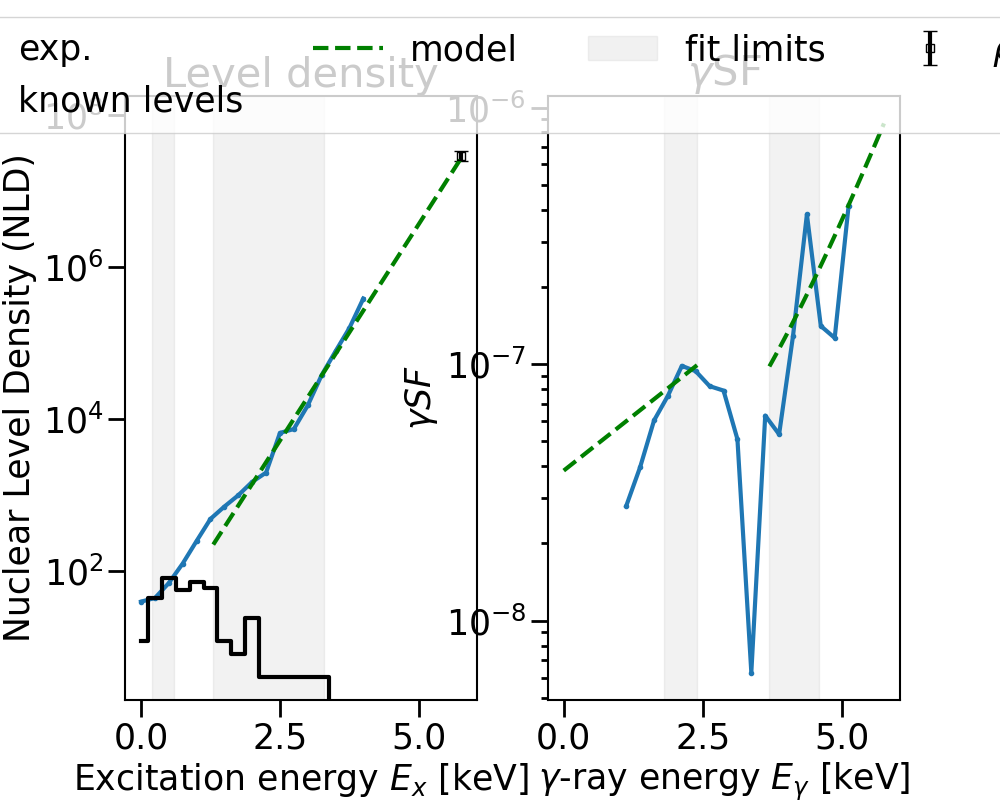 exp.
model
fit limits
ρ
known levels
Level density
γSF
10⁸
10⁶
10⁴
10²
Nuclear Level Density (NLD)
0.0
2.5
5.0
Excitation energy Eₓ [keV]
10⁻⁶
10⁻⁷
10⁻⁸
γSF
0.0
2.5
5.0
γ-ray energy Eᵧ [keV]